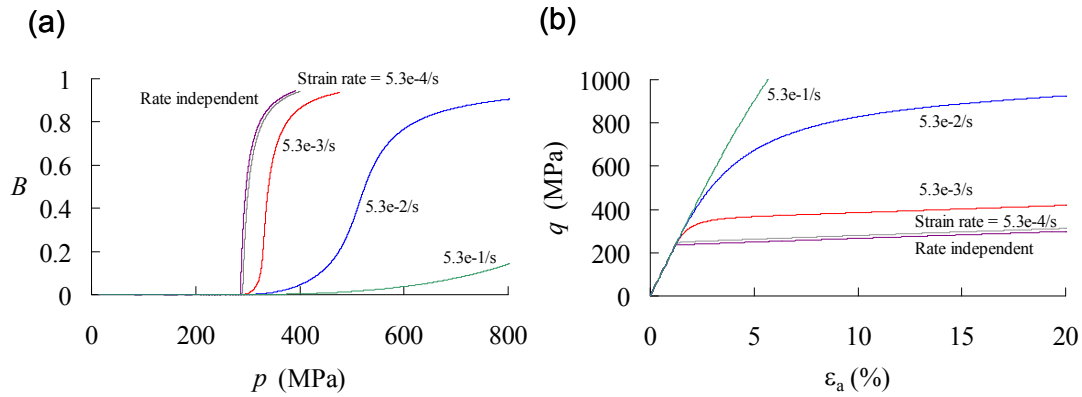 (a)
1
0.8
0.6
0.4
0.2
0
B
Strain rate = 5.3e-4/s
Rate independent
5.3e-3/s
5.3e-2/s
5.3e-1/s
0
200
400
600
800
p (MPa)
(b)
1000
800
600
400
200
0
q (MPa)
5.3e-1/s
5.3e-2/s
5.3e-3/s
Strain rate = 5.3e-4/s
Rate independent
0
5
10
15
20
εa (%)